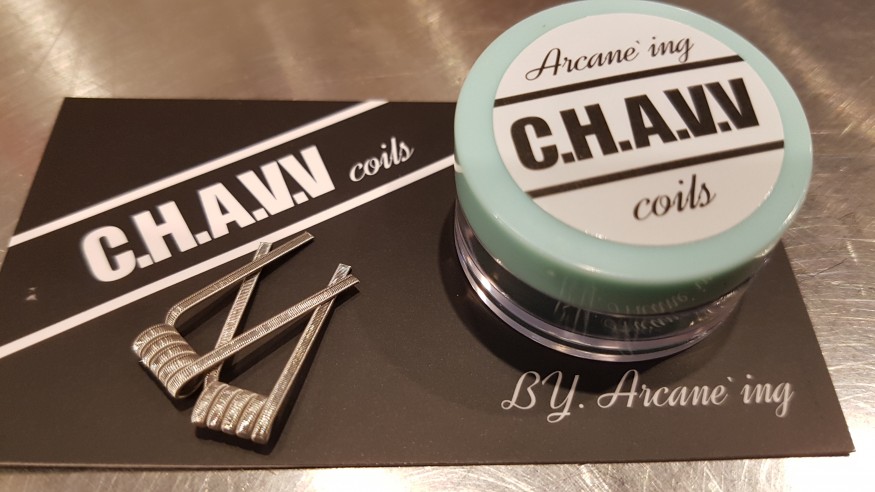 Arcane`ing
C.H.A.V.V
coils
C.H.A.V.V coils
BY. Arcane`ing